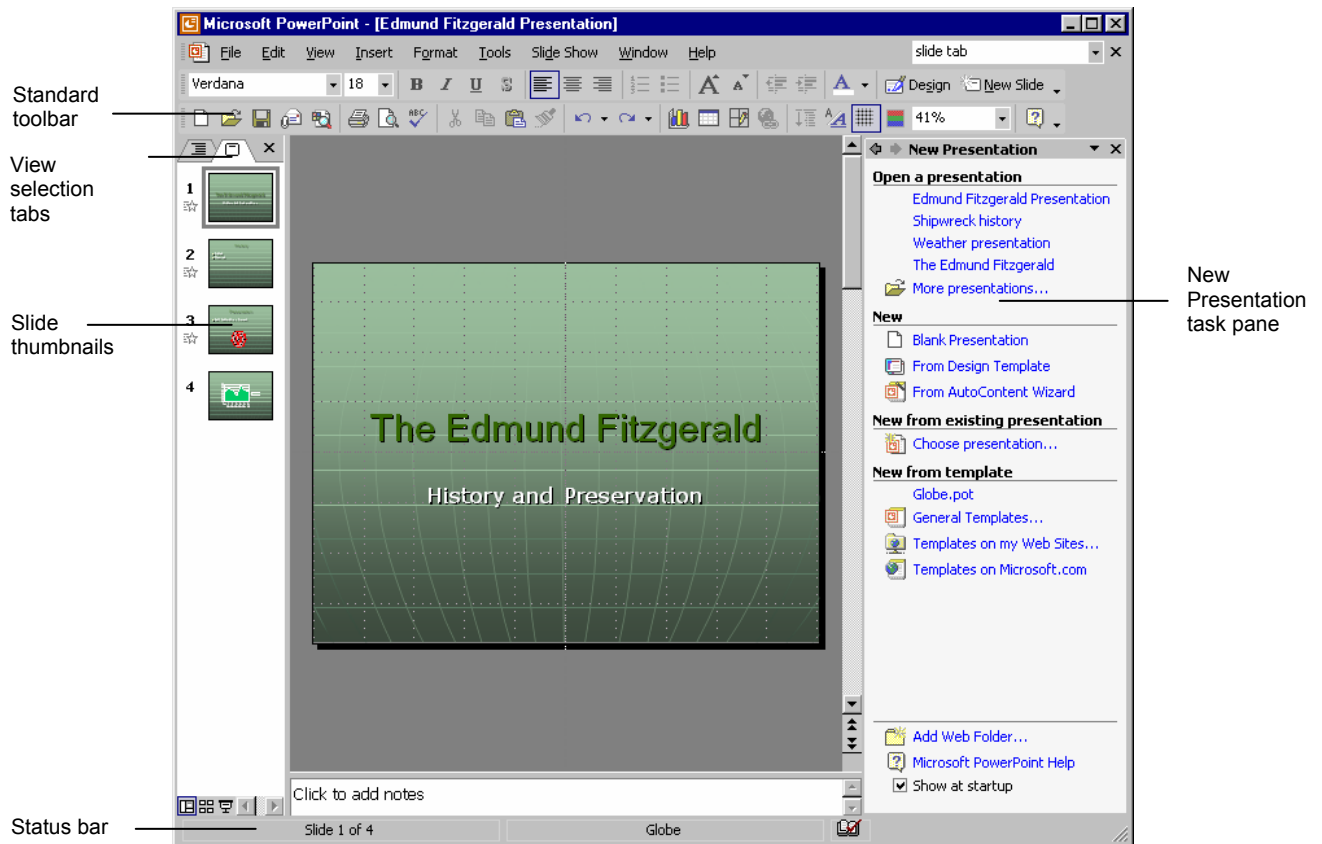 Microsoft PowerPoint - [Edmund Fitzgerald Presentation]
File Edit View Insert Format Tools Slide Show Window Help slide tab
Verdana 18 B I U S A A A Design New Slide
Standard toolbar
ABC 41%
View selection tabs
New Presentation
Open a presentation
Edmund Fitzgerald Presentation
Shipwreck history
Weather presentation
The Edmund Fitzgerald
More presentations...
New
Blank Presentation
From Design Template
From AutoContent Wizard
New from existing presentation
Choose presentation...
New from template
Globe.pot
General Templates...
Templates on my Web Sites...
Templates on Microsoft.com
Add Web Folder...
Microsoft PowerPoint Help
Show at startup
New
Presentation
task pane
1
2
3
4
Slide
thumbnails
The Edmund Fitzgerald
History and Preservation
Click to add notes
Status bar
Slide 1 of 4 Globe